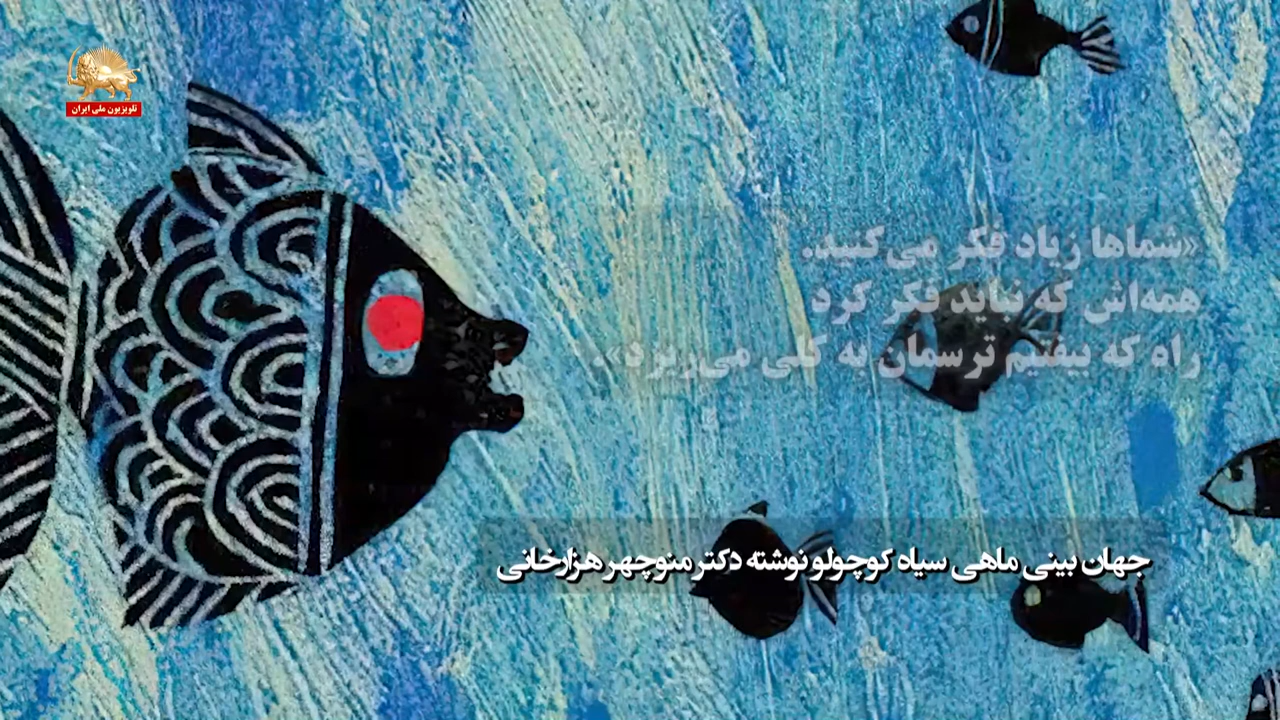 تلویزیون ملی ایران
«شماها زیاد فکر می‌کنید.
همه‌اش که نباید فکر کرد
راه که بیفتیم ترسمان به کلی می‌ریزد».
جهان بینی ماهی سیاه کوچولو نوشته دکتر منوچهر هزارخانی